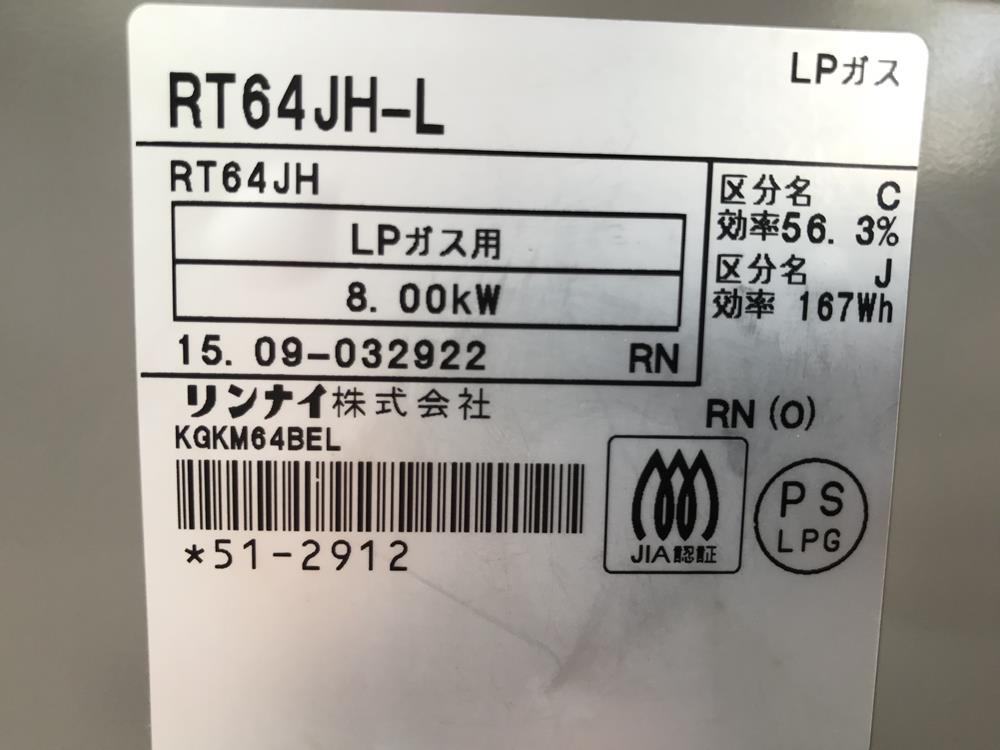 LPガス
RT64JH-L
RT64JH
LPガス用
8.00kW
15.09-032922 RN
区分名 C
効率56.3%
区分名 J
効率 167Wh
リンナイ株式会社
RN(O)
KGKM64BEL
*51-2912
JIA認証
PS
LPG